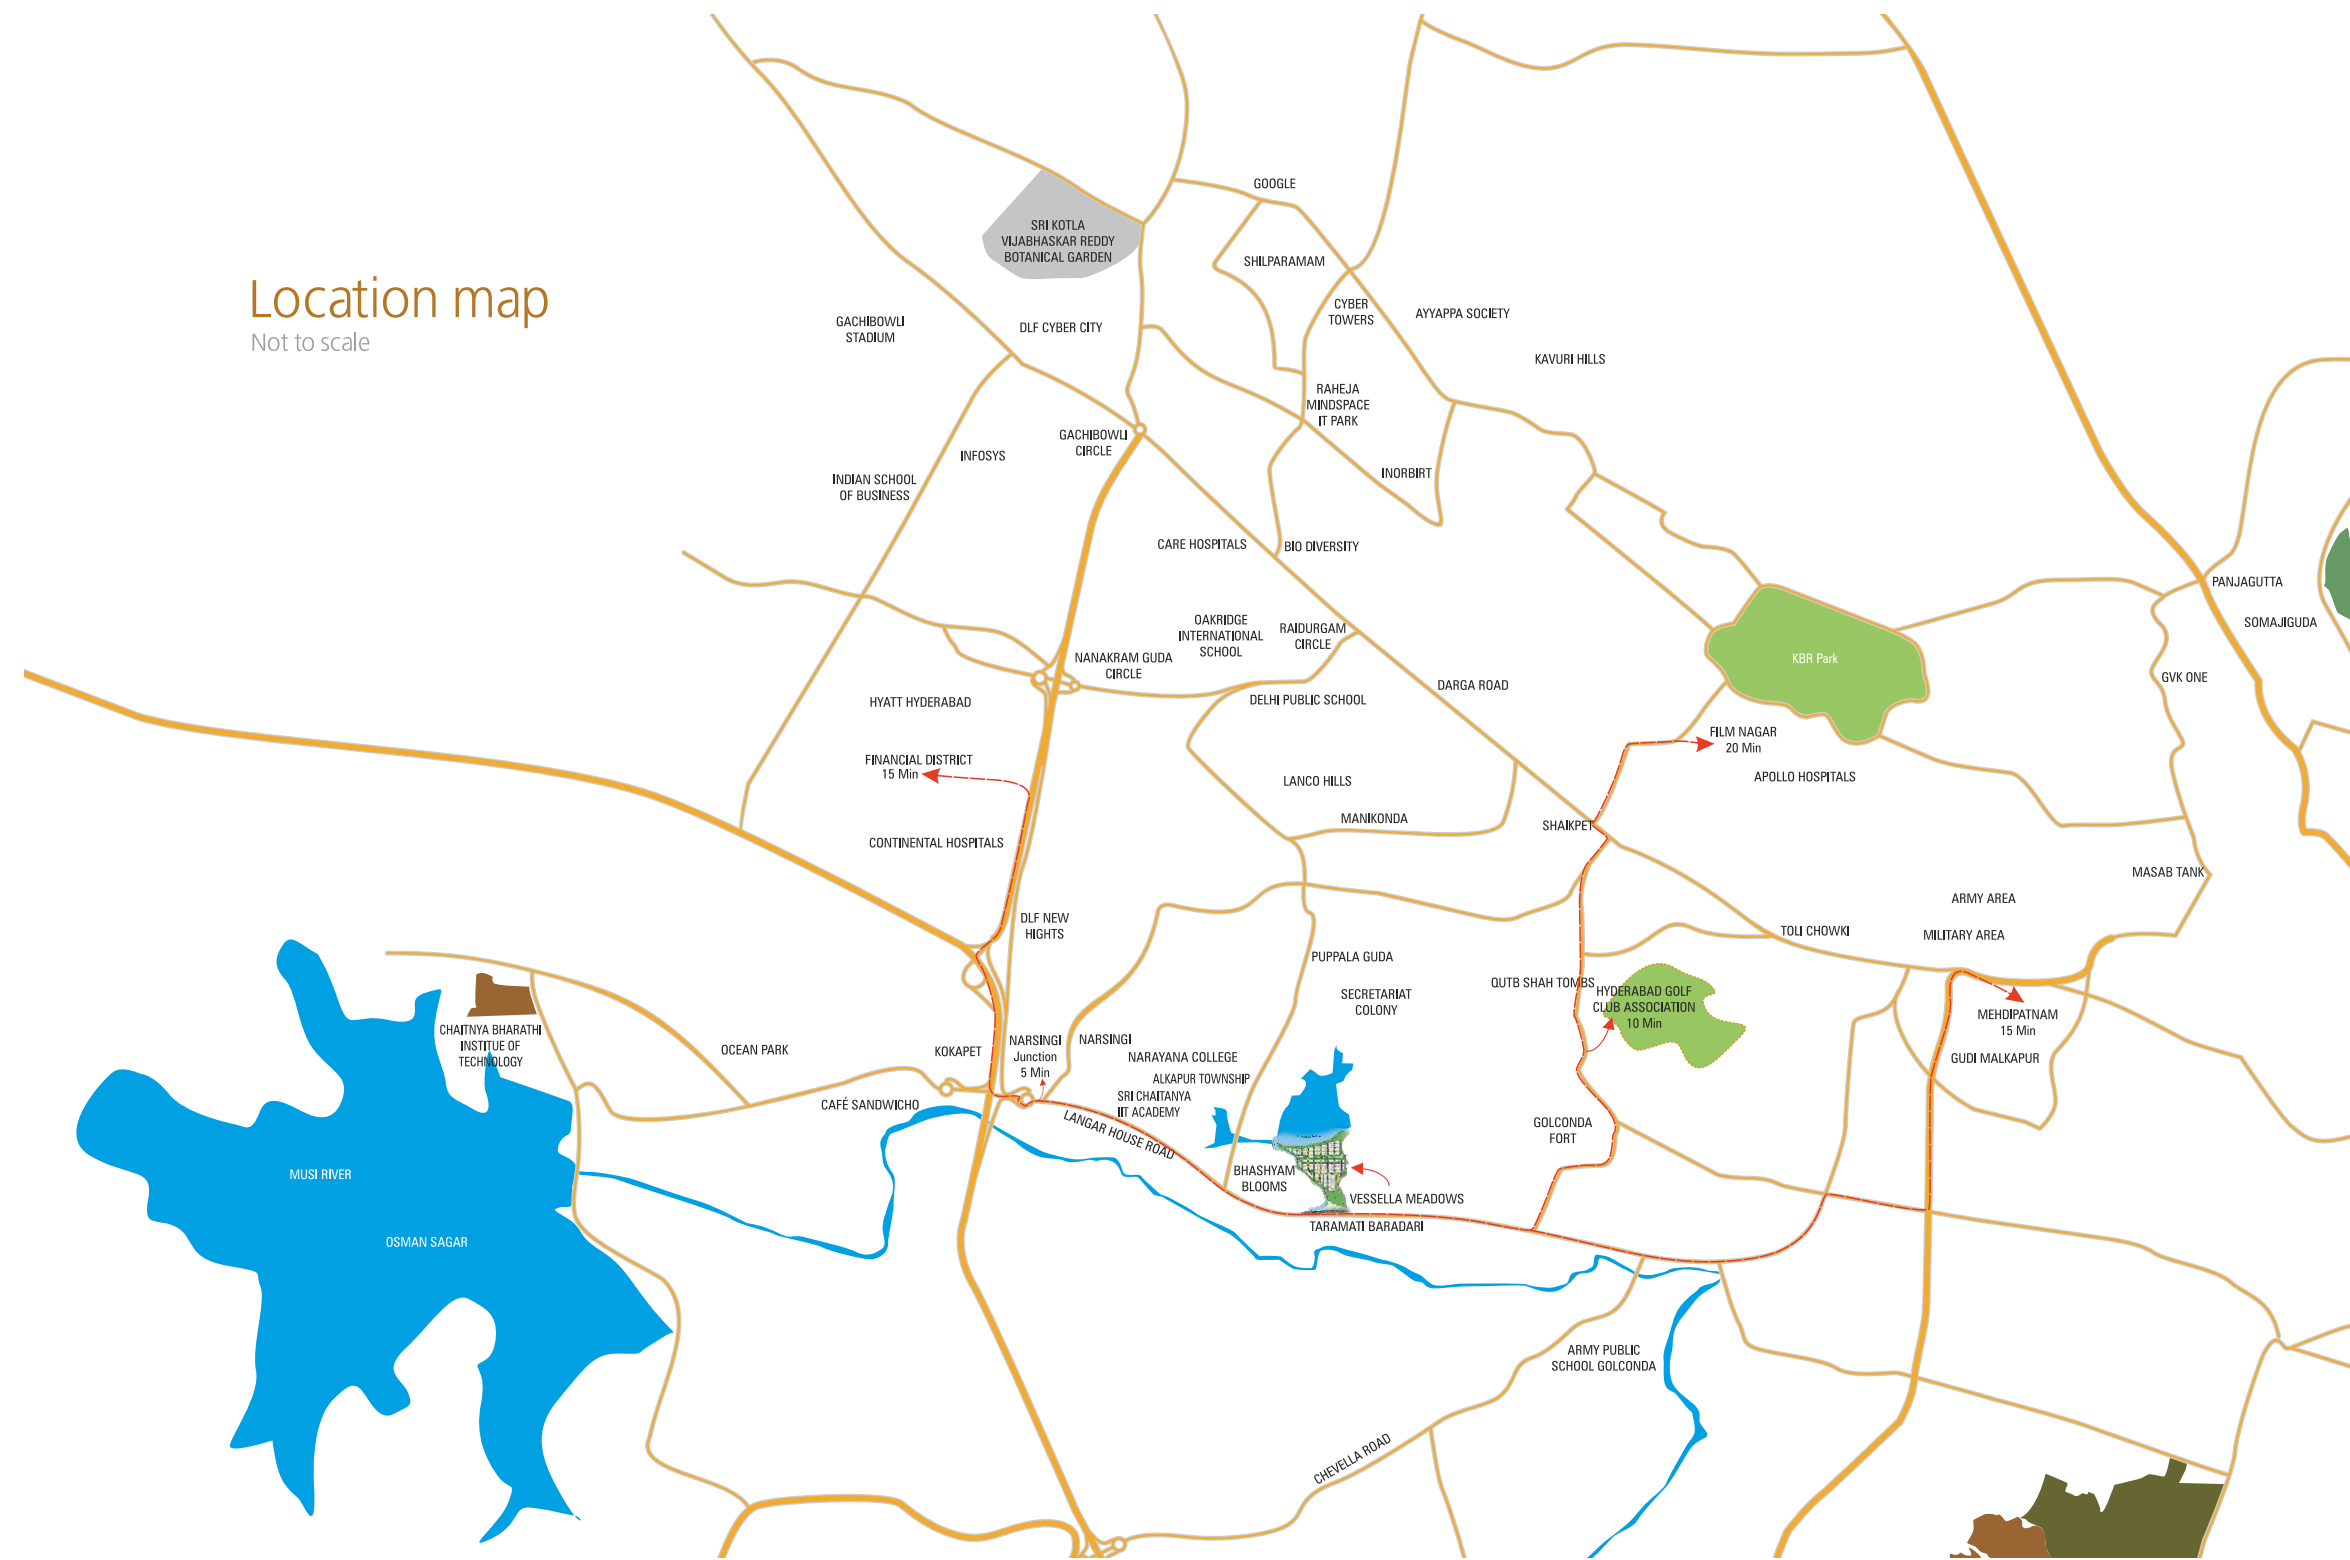 Location map
Not to scale
GOOGLE
SRI KOTLA
VIJABHASKAR REDDY
BOTANICAL GARDEN
SHILPARAMAM
CYBER
TOWERS
AYYAPPA SOCIETY
GACHIBOWLI
STADIUM
DLF CYBER CITY
KAVURI HILLS
RAHEJA
MINDSPACE
IT PARK
GACHIBOWLI
CIRCLE
INFOSYS
INDIAN SCHOOL
OF BUSINESS
INORBIRT
CARE HOSPITALS
BIO DIVERSITY
PANJAGUTTA
SOMAJIGUDA
OAKRIDGE
INTERNATIONAL
SCHOOL
RAIDURGAM
CIRCLE
NANAKRAM GUDA
CIRCLE
KBR Park
GVK ONE
DARGA ROAD
HYATT HYDERABAD
DELHI PUBLIC SCHOOL
FILM NAGAR
20 Min
FINANCIAL DISTRICT
15 Min
LANCO HILLS
APOLLO HOSPITALS
MANIKONDA
SHAIKPET
CONTINENTAL HOSPITALS
MASAB TANK
ARMY AREA
DLF NEW
HIGHTS
TOLI CHOWKI
MILITARY AREA
PUPPALA GUDA
QUTB SHAH TOMBS
HYDERABAD GOLF
CLUB ASSOCIATION
10 Min
SECRETARIAT
COLONY
MEHDIPATNAM
15 Min
CHAITNYA BHARATHI
INSTITUE OF
TECHNOLOGY
OCEAN PARK
KOKAPET
NARSINGI
Junction
5 Min
NARSINGI
NARAYANA COLLEGE
ALKAPUR TOWNSHIP
SRI CHAITANYA
IIT ACADEMY
GUDI MALKAPUR
CAFÉ SANDWICHO
LANGAR HOUSE ROAD
GOLCONDA
FORT
MUSI RIVER
BHASHYAM
BLOOMS
VESSELLA MEADOWS
TARAMATI BARADARI
OSMAN SAGAR
ARMY PUBLIC
SCHOOL GOLCONDA
CHEVELLA ROAD